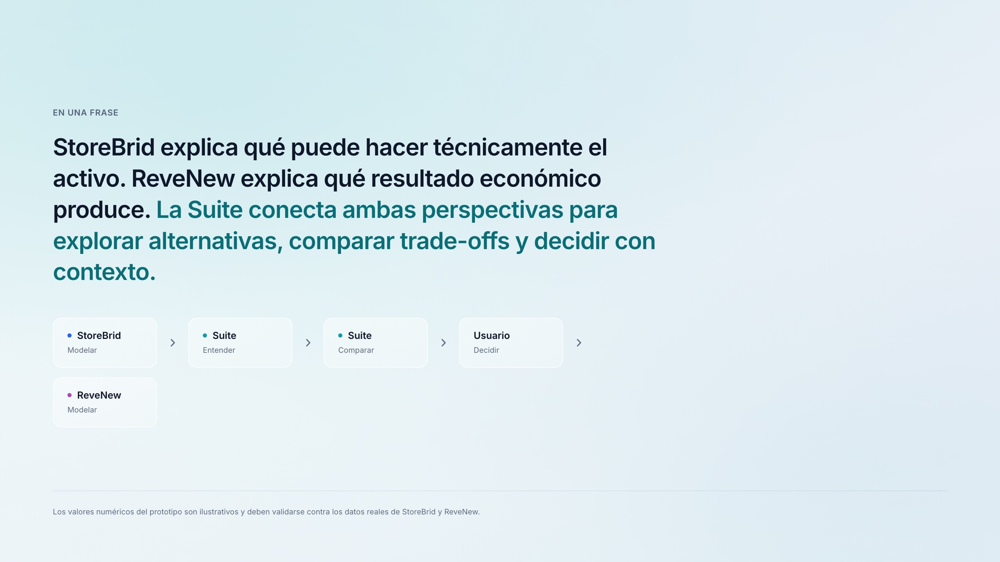 EN UNA FRASE
StoreBrid explica qué puede hacer técnicamente el
activo. ReveNew explica qué resultado económico
produce. La Suite conecta ambas perspectivas para
explorar alternativas, comparar trade-offs y decidir con
contexto.
StoreBrid
Modelar
Suite
Entender
Suite
Comparar
Usuario
Decidir
ReveNew
Modelar
Los valores numéricos del prototipo son ilustrativos y deben validarse contra los datos reales de StoreBrid y ReveNew.